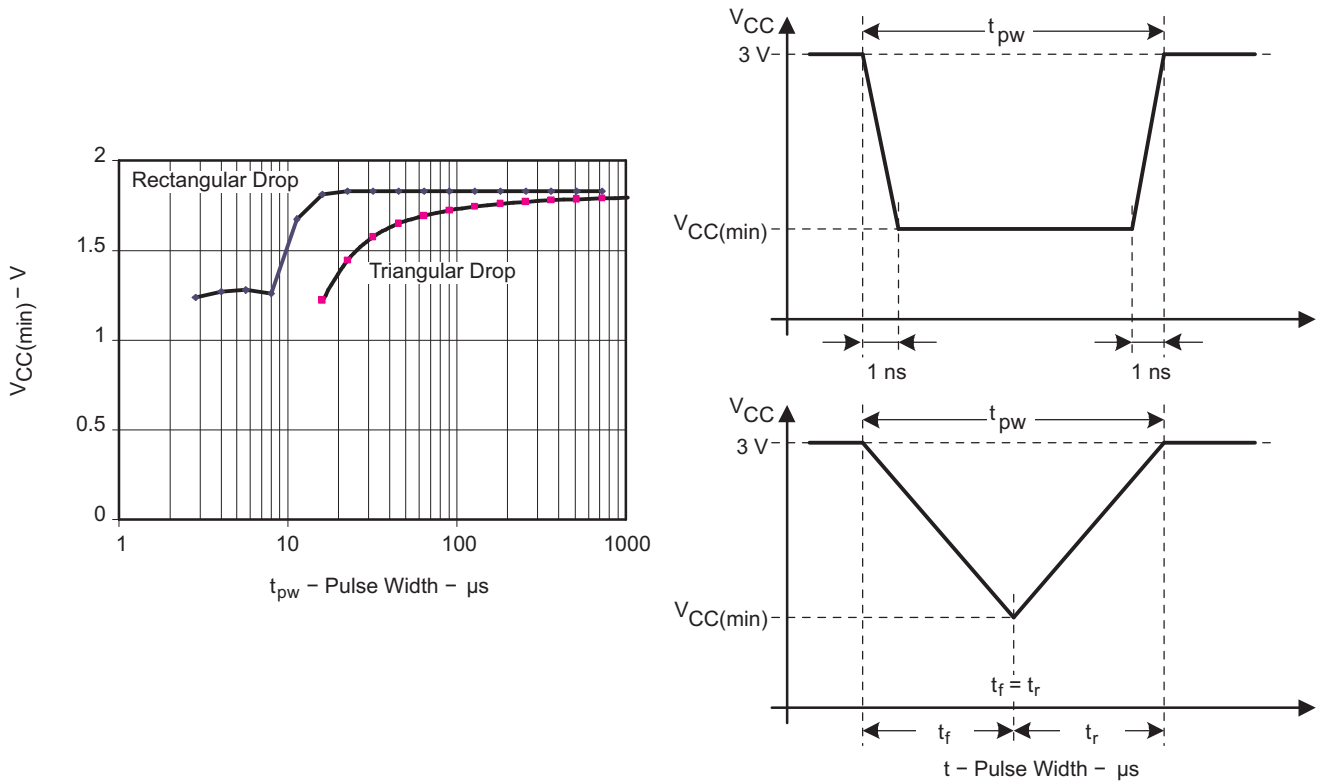 2
1.5
1
0.5
0
VCC(min) − V
Rectangular Drop
Triangular Drop
1
10
100
1000
tpw − Pulse Width − μs
VCC
3 V
tpw
VCC(min)
1 ns
1 ns
VCC
3 V
tpw
VCC(min)
tf = tr
tf
tr
t − Pulse Width − μs